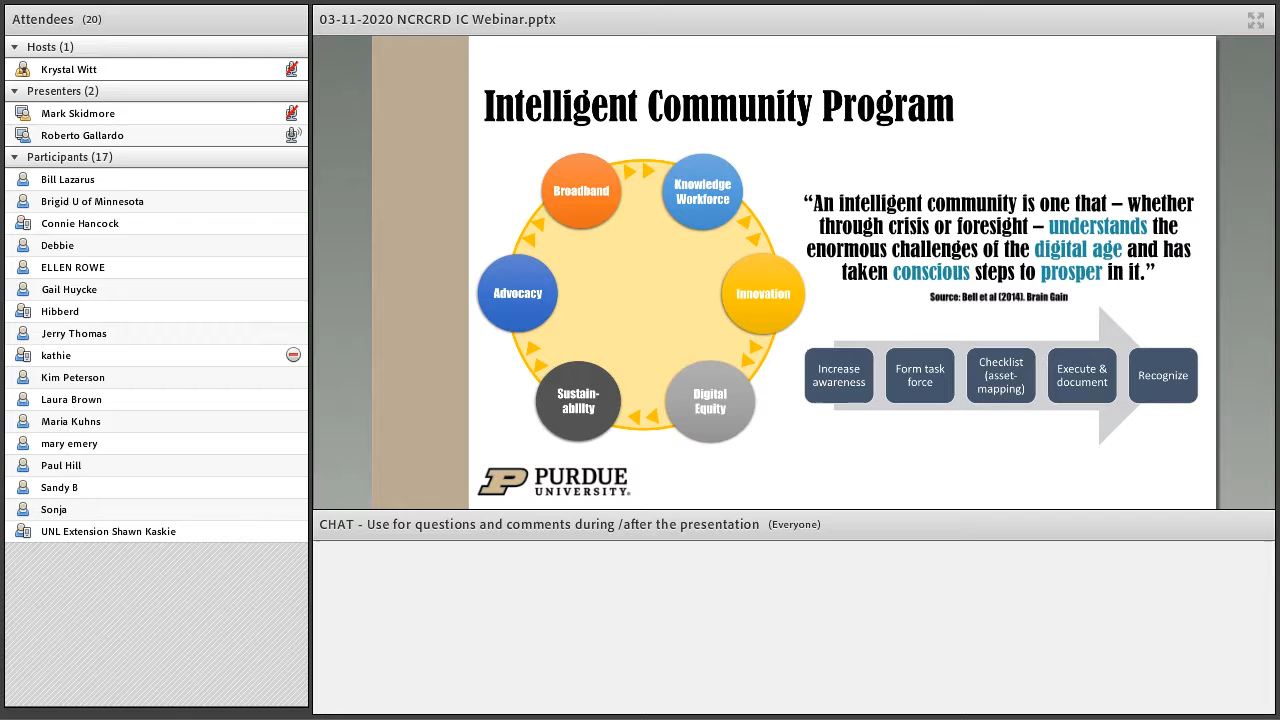 Attendees (20)
Hosts (1)
Krystal Witt
Presenters (2)
Mark Skidmore
Roberto Gallardo
Participants (17)
Bill Lazarus
Brigid U of Minnesota
Connie Hancock
Debbie
ELLEN ROWE
Gail Huycke
Hibberd
Jerry Thomas
kathie
Kim Peterson
Laura Brown
Maria Kuhns
mary emery
Paul Hill
Sandy B
Sonja
UNL Extension Shawn Kaskie
03-11-2020 NCRCRD IC Webinar.pptx
Intelligent Community Program
Broadband
Knowledge
Workforce
Advocacy
Innovation
Sustain-
ability
Digital
Equity
“An intelligent community is one that – whether
through crisis or foresight – understands the
enormous challenges of the digital age and has
taken conscious steps to prosper in it.”
Source: Bell et al (2014). Brain Gain
Increase
awareness
Form task
force
Checklist
(asset-
mapping)
Execute &
document
Recognize
P PURDUE
UNIVERSITY.
CHAT - Use for questions and comments during /after the presentation (Everyone)